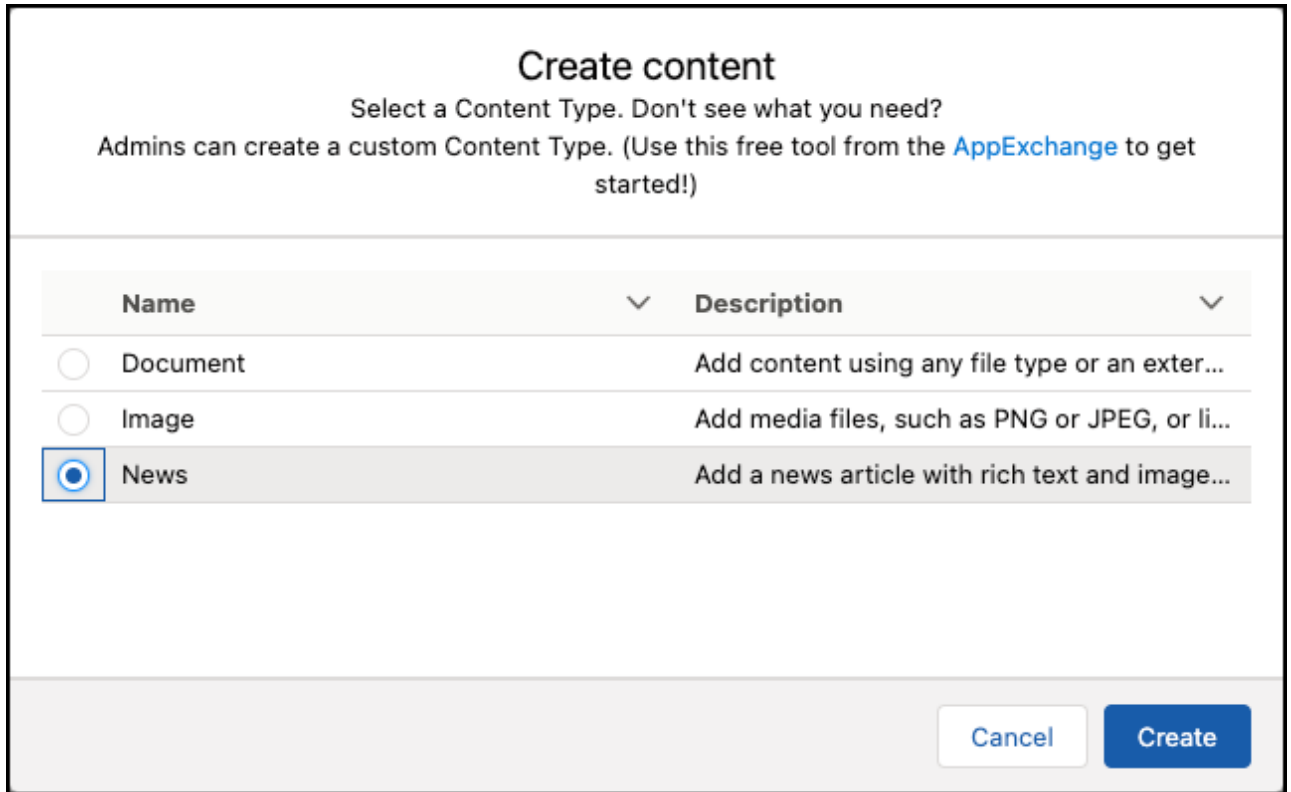 Create content
Select a Content Type. Don't see what you need?
Admins can create a custom Content Type. (Use this free tool from the AppExchange to get
started!)
Name Description
Document Add content using any file type or an exter...
Image Add media files, such as PNG or JPEG, or li...
News Add a news article with rich text and image...
Cancel Create